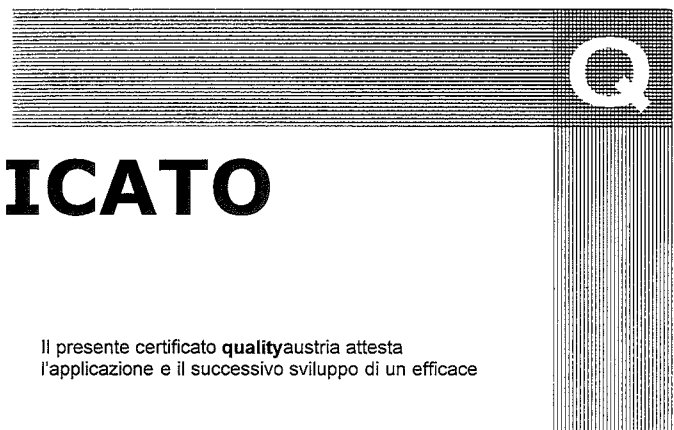 Q
ICATO
Il presente certificato qualityaustria attesta
l'applicazione e il successivo sviluppo di un efficace